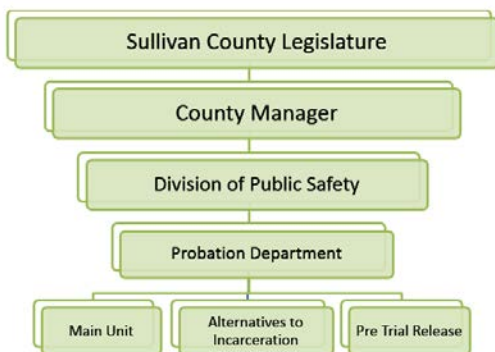 Sullivan County Legislature
County Manager
Division of Public Safety
Probation Department
Main Unit
Alternatives to
Incarceration
Pre Trial Release